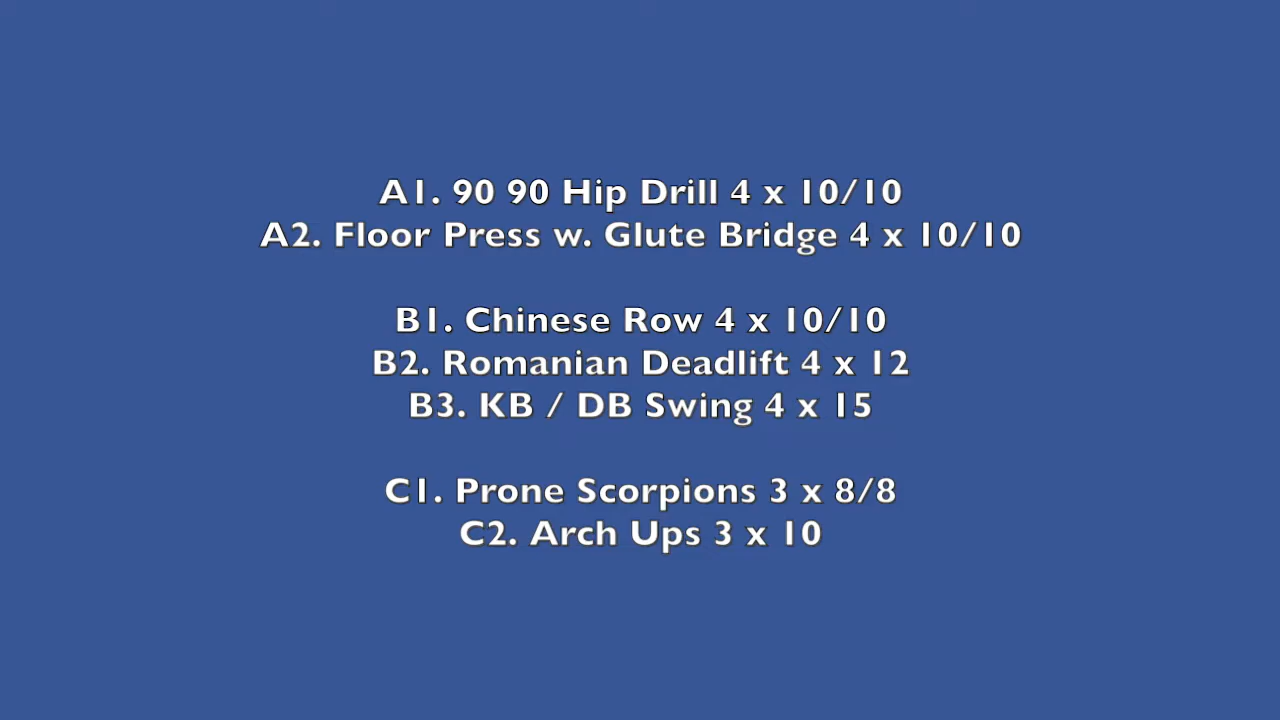 A1. 90 90 Hip Drill 4 x 10/10
A2. Floor Press w. Glute Bridge 4 x 10/10
B1. Chinese Row 4 x 10/10
B2. Romanian Deadlift 4 x 12
B3. KB / DB Swing 4 x 15
C1. Prone Scorpions 3 x 8/8
C2. Arch Ups 3 x 10